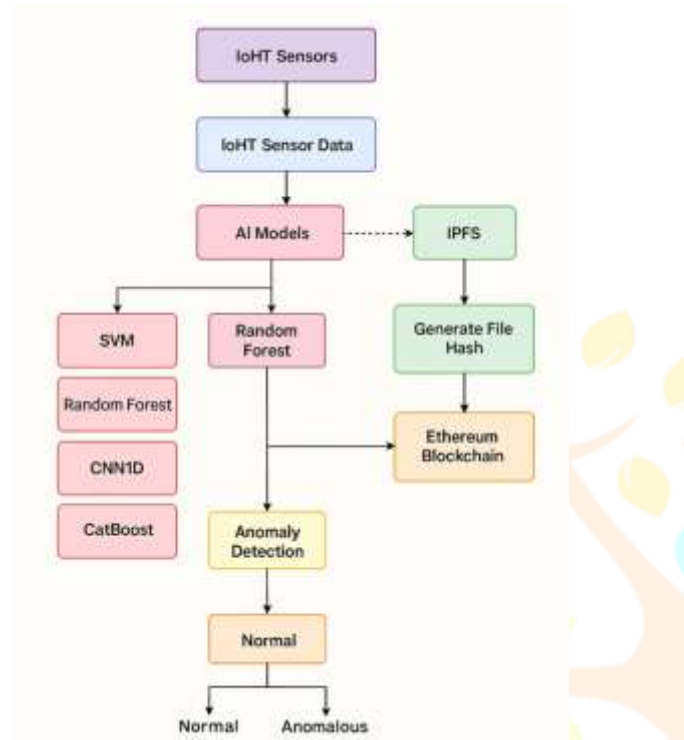 IoHT Sensors
IoHT Sensor Data
AI Models
IPFS
SVM
Random
Forest
Generate File
Hash
Random Forest
Ethereum
Blockchain
CNN1D
CatBoost
Anomaly
Detection
Normal
Normal
Anomalous